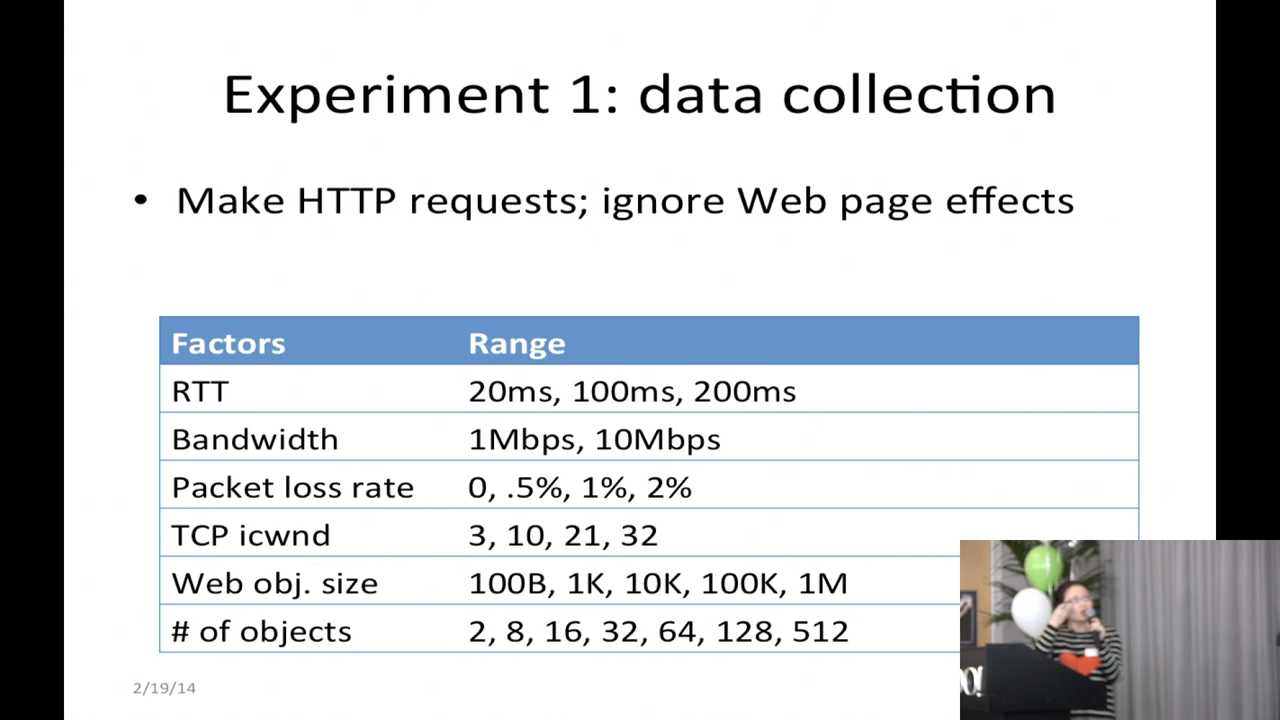 Experiment 1: data collection
• Make HTTP requests; ignore Web page effects
Factors Range
RTT 20ms, 100ms, 200ms
Bandwidth 1Mbps, 10Mbps
Packet loss rate 0, .5%, 1%, 2%
TCP icwnd 3, 10, 21, 32
Web obj. size 100B, 1K, 10K, 100K, 1M
# of objects 2, 8, 16, 32, 64, 128, 512
2/19/14